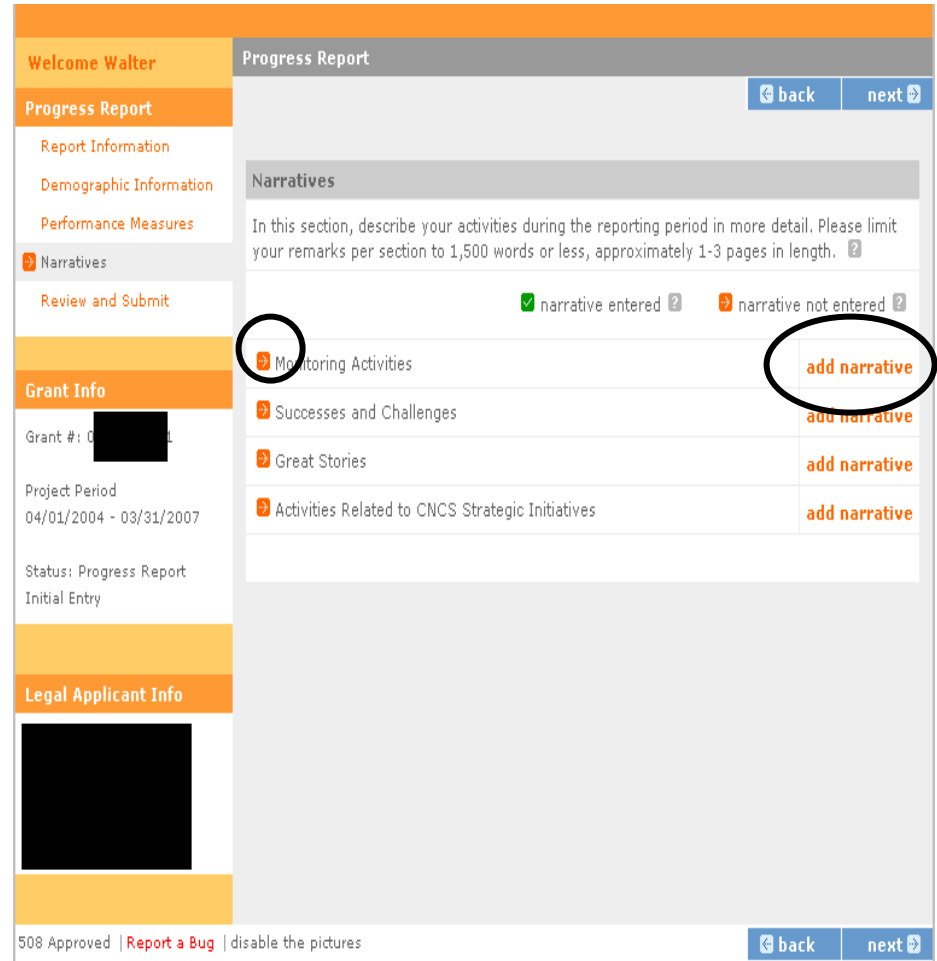 Welcome Walter
Progress Report
Report Information
Demographic Information
Performance Measures
Narratives
Review and Submit
Grant Info
Grant #: 0 1
Project Period
04/01/2004 - 03/31/2007
Status: Progress Report
Initial Entry
Legal Applicant Info
Progress Report
back next
Narratives
In this section, describe your activities during the reporting period in more detail. Please limit
your remarks per section to 1,500 words or less, approximately 1-3 pages in length. ?
narrative entered ? narrative not entered ?
Monitoring Activities add narrative
Successes and Challenges add narrative
Great Stories add narrative
Activities Related to CNCS Strategic Initiatives add narrative
508 Approved | Report a Bug | disable the pictures
back next